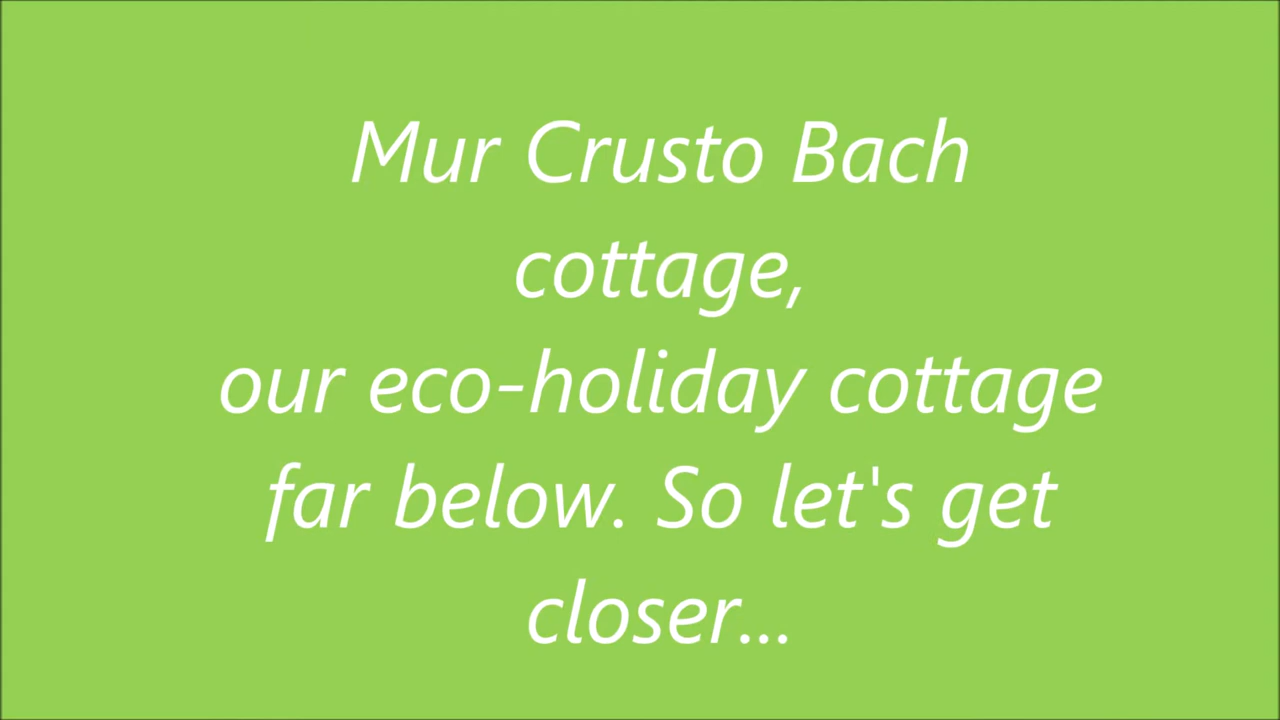 Mur Crusto Bach
cottage,
our eco-holiday cottage
far below. So let's get
closer...